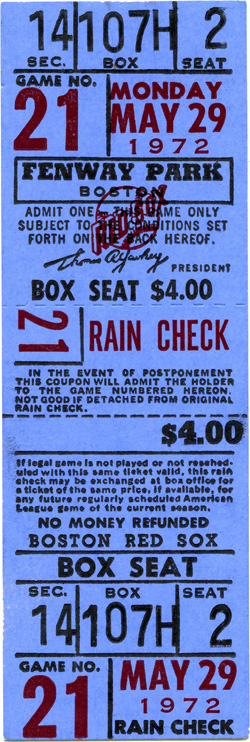 14 107H 2
SEC. BOX SEAT
GAME NO.
21
MONDAY
MAY 29
1972
FENWAY PARK
BOSTON
ADMIT ONE — THIS GAME ONLY
SUBJECT TO THE CONDITIONS SET
FORTH ON THE BACK HEREOF.
Thomas A. Yawkey
PRESIDENT
BOX SEAT $4.00
21
RAIN CHECK
IN THE EVENT OF POSTPONEMENT
THIS COUPON WILL ADMIT THE HOLDER
TO THE GAME NUMBERED HEREON.
NOT GOOD IF DETACHED FROM ORIGINAL
RAIN CHECK.
$4.00
If legal game is not played or not resched-
uled with this same ticket valid, this rain
check may be exchanged at box office for
a ticket of the same price, if available, for
any future regularly scheduled American
League game of the current season.
NO MONEY REFUNDED
BOSTON RED SOX
BOX SEAT
SEC. BOX SEAT
14 107H 2
GAME NO.
21
MAY 29
1972
RAIN CHECK